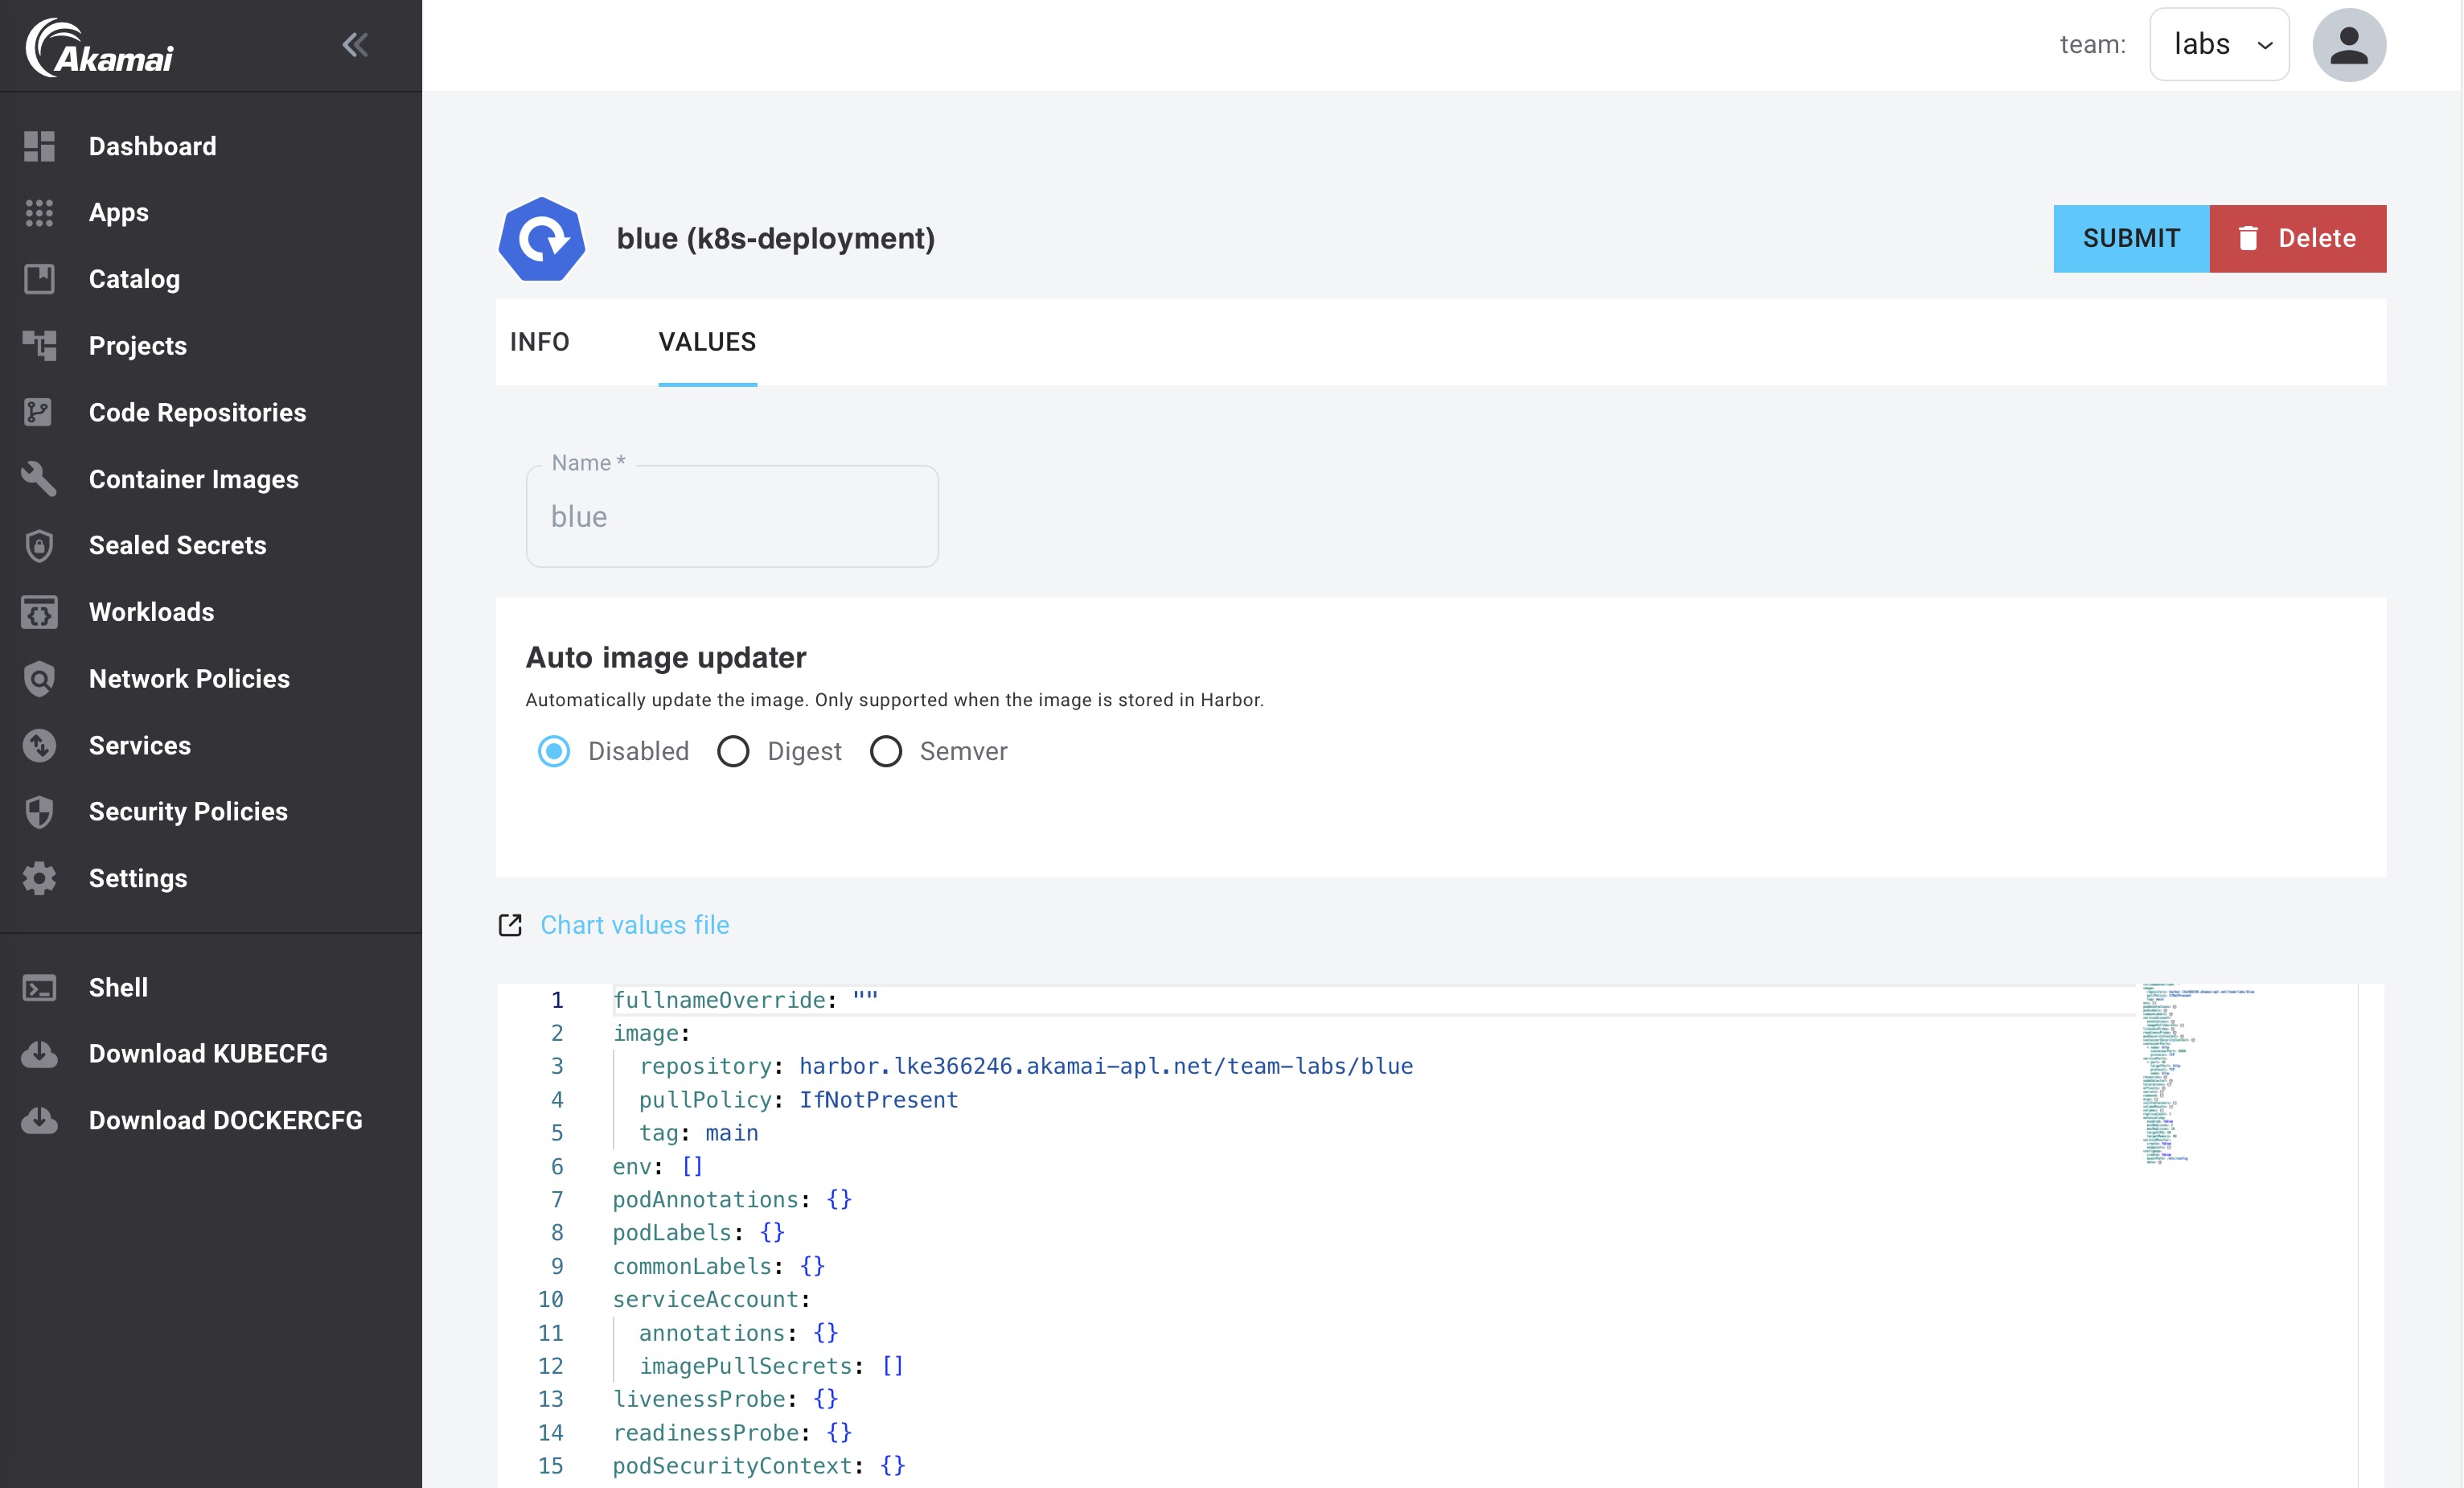 Akamai
team:
labs
Dashboard
Apps
Catalog
Projects
Code Repositories
Container Images
Sealed Secrets
Workloads
Network Policies
Services
Security Policies
Settings
Shell
Download KUBECFG
Download DOCKERCFG
blue (k8s-deployment)
SUBMIT
Delete
INFO
VALUES
Name *
blue
Auto image updater
Automatically update the image. Only supported when the image is stored in Harbor.
Disabled
Digest
Semver
Chart values file
1 fullnameOverride: ""
2 image:
3 repository: harbor.lke366246.akamai-apl.net/team-labs/blue
4 pullPolicy: IfNotPresent
5 tag: main
6 env: []
7 podAnnotations: {}
8 podLabels: {}
9 commonLabels: {}
10 serviceAccount:
11 annotations: {}
12 imagePullSecrets: []
13 livenessProbe: {}
14 readinessProbe: {}
15 podSecurityContext: {}